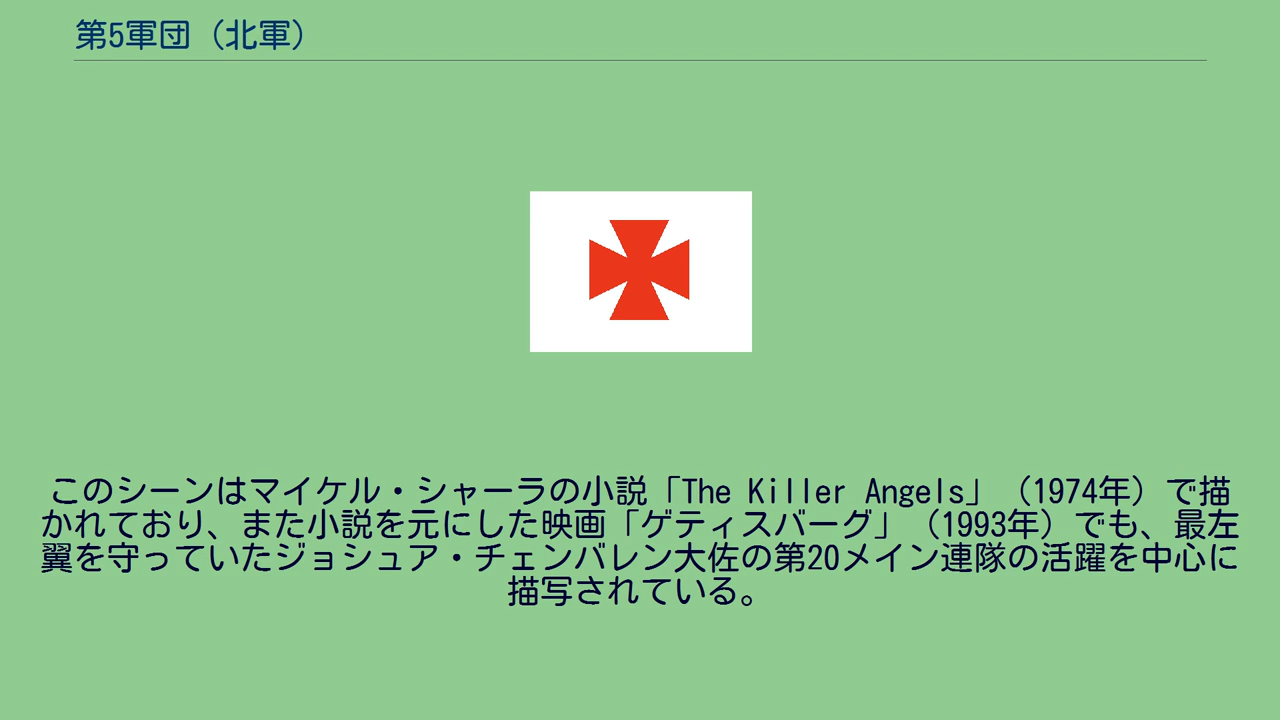 第5軍団（北軍）
このシーンはマイケル・シャーラの小説「The Killer Angels」（1974年）で描
かれており、また小説を元にした映画「ゲティスバーグ」（1993年）でも、最左
翼を守っていたジョシュア・チェンバレン大佐の第20メイン連隊の活躍を中心に
描写されている。